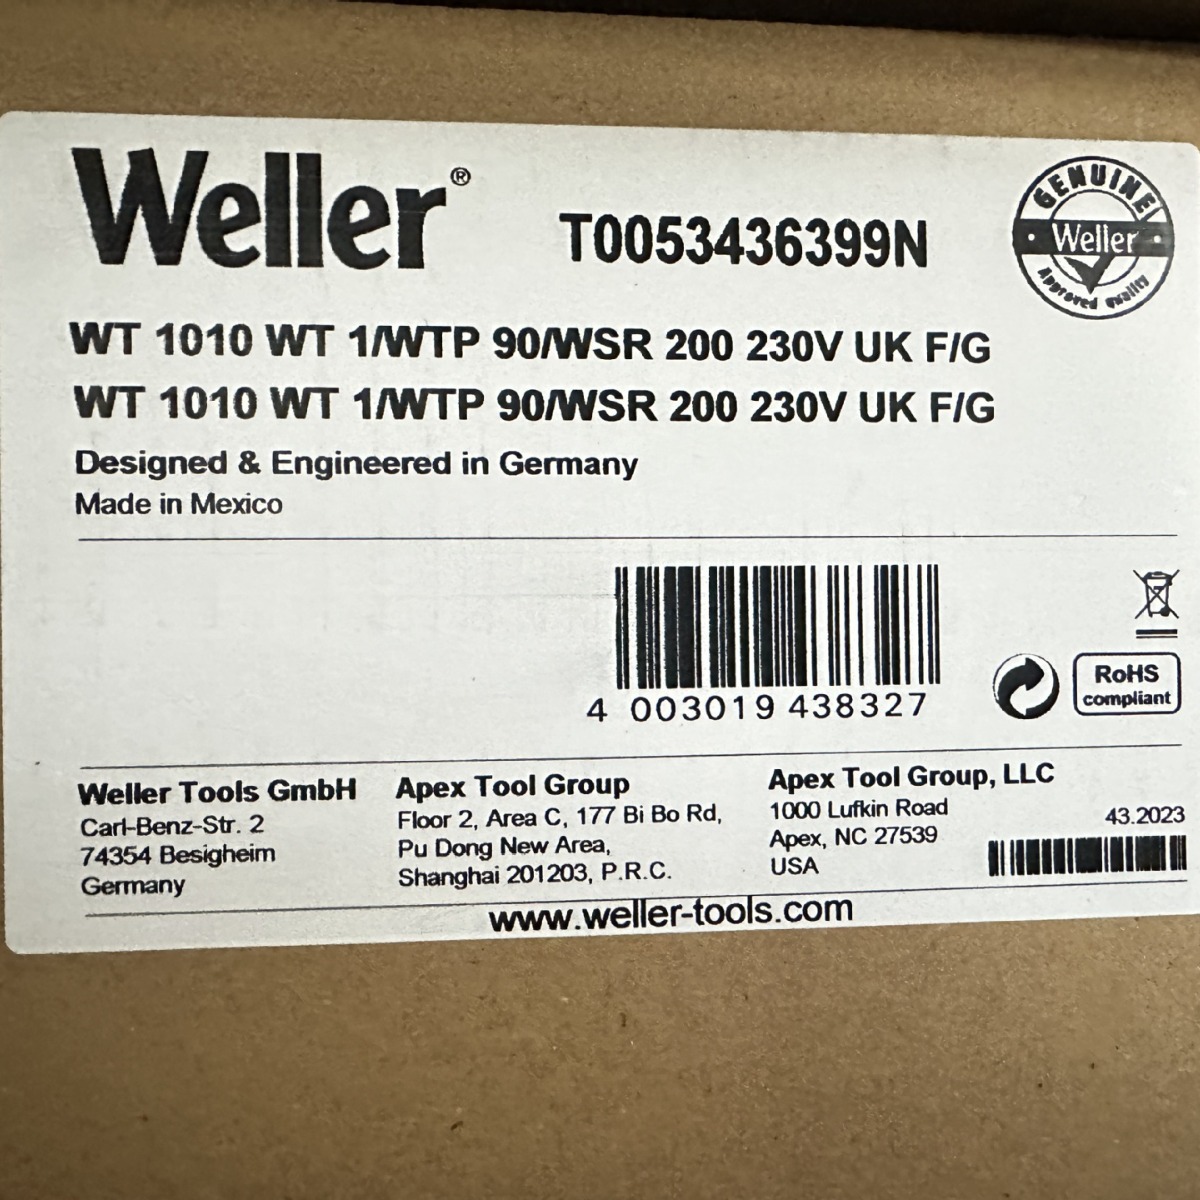 Weller®
T0053436399N
GENUINE
Weller
Approved quality
WT 1010 WT 1/WTP 90/WSR 200 230V UK F/G
WT 1010 WT 1/WTP 90/WSR 200 230V UK F/G
Designed & Engineered in Germany
Made in Mexico
4 003019 438327
RoHS
compliant
Weller Tools GmbH
Carl-Benz-Str. 2
74354 Besigheim
Germany
Apex Tool Group
Floor 2, Area C, 177 Bi Bo Rd,
Pu Dong New Area,
Shanghai 201203, P.R.C.
Apex Tool Group, LLC
1000 Lufkin Road
Apex, NC 27539
USA
43.2023
www.weller-tools.com